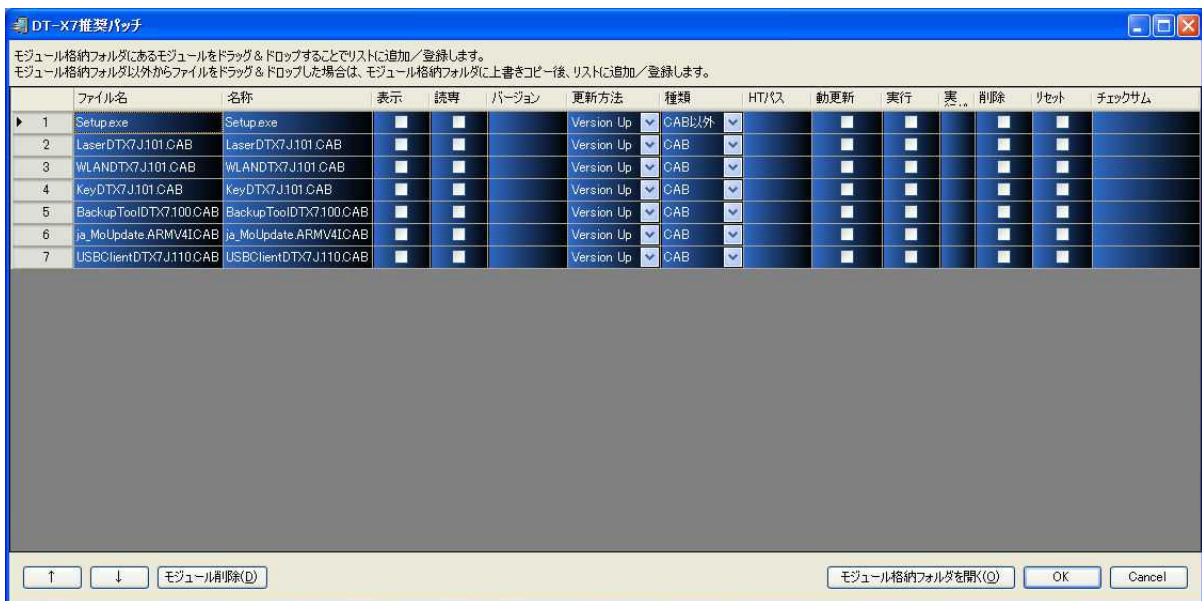 DT-X7推奨パッチ
モジュール格納フォルダにあるモジュールをドラッグ&ドロップすることでリストに追加/登録します。
モジュール格納フォルダ以外からファイルをドラッグ&ドロップした場合は、モジュール格納フォルダに上書きコピー後、リストに追加/登録します。
ファイル名 名称 表示 読専 バージョン 更新方法 種類 HTパス 動更新 実行 実... 削除 リセット チェックサム
1 Setup.exe Setup.exe Version Up CAB以外
2 LaserDTX7J.101.CAB LaserDTX7J.101.CAB Version Up CAB
3 WLANDTX7J.101.CAB WLANDTX7J.101.CAB Version Up CAB
4 KeyDTX7J.101.CAB KeyDTX7J.101.CAB Version Up CAB
5 BackupToolDTX7.100.CAB BackupToolDTX7.100.CAB Version Up CAB
6 ja_MoUpdate.ARMV4I.CAB ja_MoUpdate.ARMV4I.CAB Version Up CAB
7 USBClientDTX7J.110.CAB USBClientDTX7J.110.CAB Version Up CAB
↑ ↓ モジュール削除(D) モジュール格納フォルダを開く(O) OK Cancel